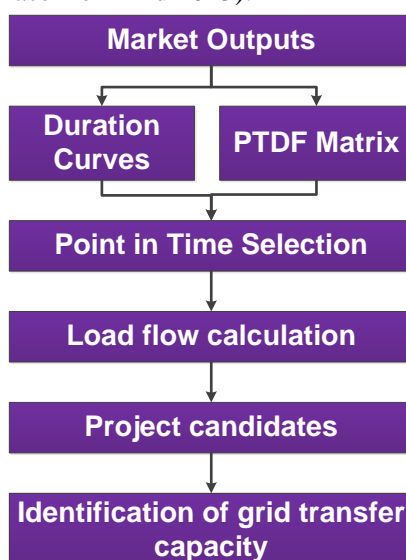 Market Outputs
Duration
Curves
PTDF Matrix
Point in Time Selection
Load flow calculation
Project candidates
Identification of grid transfer
capacity